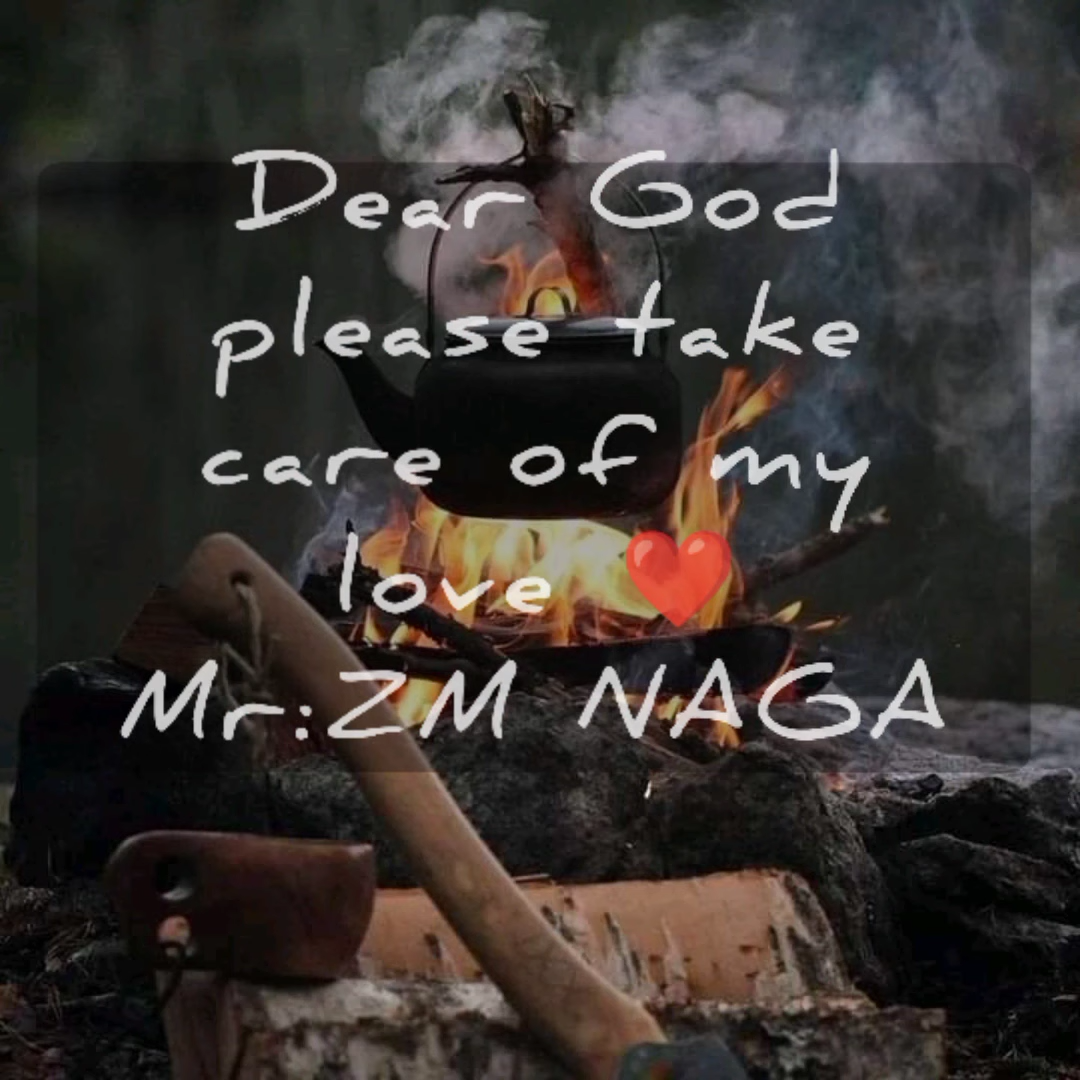 Dear God
please take
care of my
love ❤️
Mr:ZM NAGA